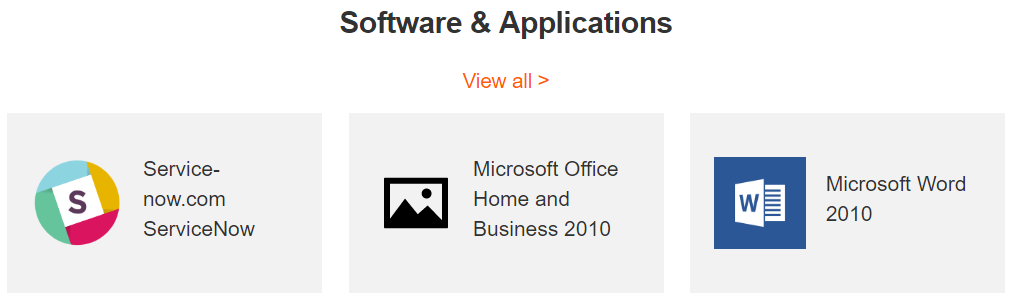 Software & Applications
View all >
Service-
now.com
ServiceNow
S
Microsoft Office
Home and
Business 2010
W
Microsoft Word
2010